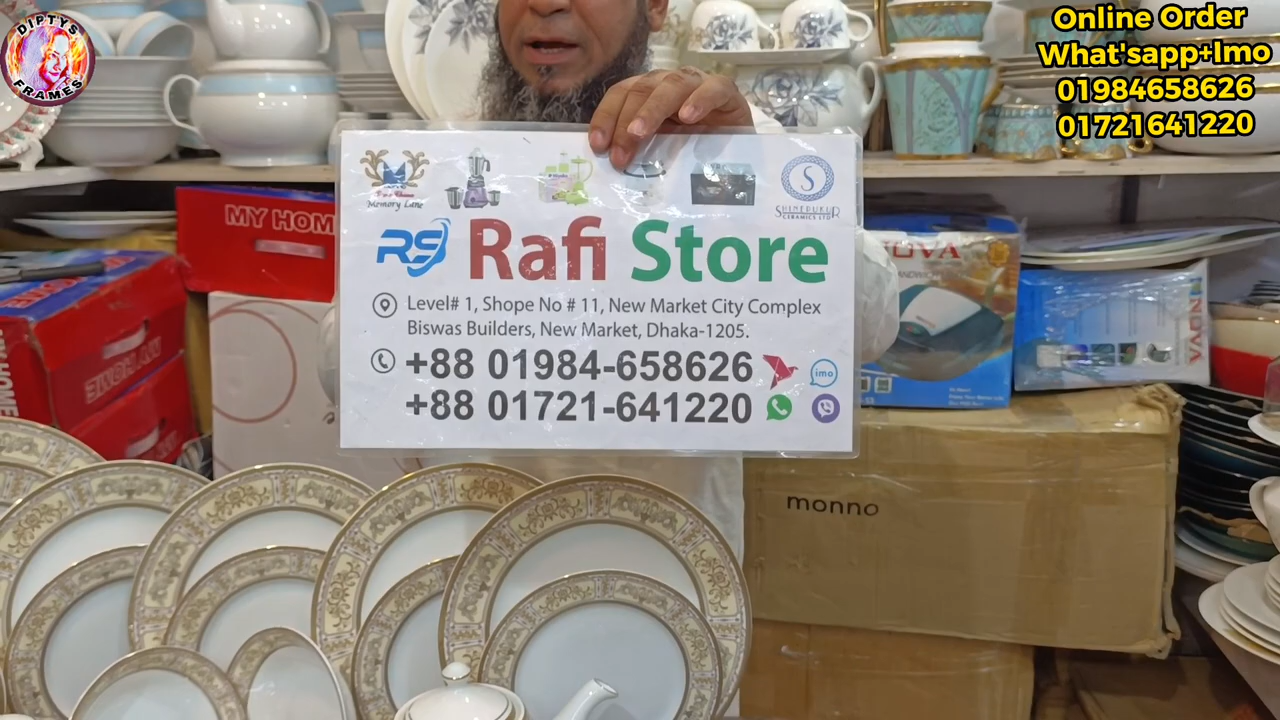 DIPTYS
FRAMES
Online Order
What'sapp+Imo
01984658626
01721641220
Memory Lane
SHINEPUKUR
CERAMICS LTD
S
RS Rafi Store
Level# 1, Shope No # 11, New Market City Complex
Biswas Builders, New Market, Dhaka-1205.
+88 01984-658626
imo
+88 01721-641220
MY HOM
MY HOME
NOVA
monno